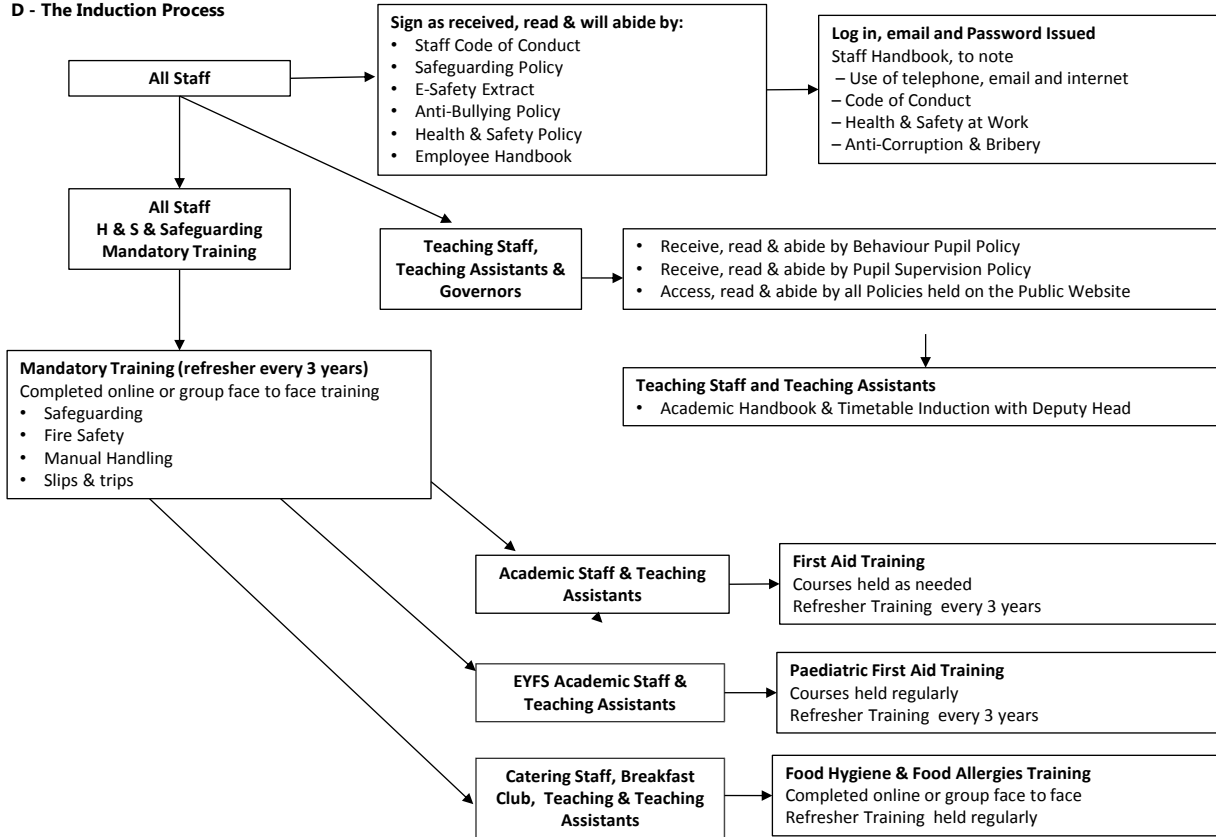 D - The Induction Process
Sign as received, read & will abide by:
• Staff Code of Conduct
• Safeguarding Policy
• E-Safety Extract
• Anti-Bullying Policy
• Health & Safety Policy
• Employee Handbook
Log in, email and Password Issued
Staff Handbook, to note
– Use of telephone, email and internet
– Code of Conduct
– Health & Safety at Work
– Anti-Corruption & Bribery
All Staff
All Staff
H & S & Safeguarding
Mandatory Training
Teaching Staff,
Teaching Assistants &
Governors
• Receive, read & abide by Behaviour Pupil Policy
• Receive, read & abide by Pupil Supervision Policy
• Access, read & abide by all Policies held on the Public Website
Mandatory Training (refresher every 3 years)
Completed online or group face to face training
• Safeguarding
• Fire Safety
• Manual Handling
• Slips & trips
Teaching Staff and Teaching Assistants
• Academic Handbook & Timetable Induction with Deputy Head
Academic Staff & Teaching
Assistants
First Aid Training
Courses held as needed
Refresher Training every 3 years
EYFS Academic Staff &
Teaching Assistants
Paediatric First Aid Training
Courses held regularly
Refresher Training every 3 years
Catering Staff, Breakfast
Club, Teaching & Teaching
Assistants
Food Hygiene & Food Allergies Training
Completed online or group face to face
Refresher Training held regularly